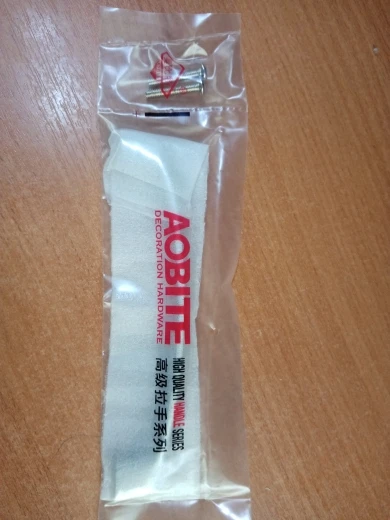 AOBITE
DECORATION HARDWARE
HIGH QUALITY HANDLE SERIES
高级拉手系列